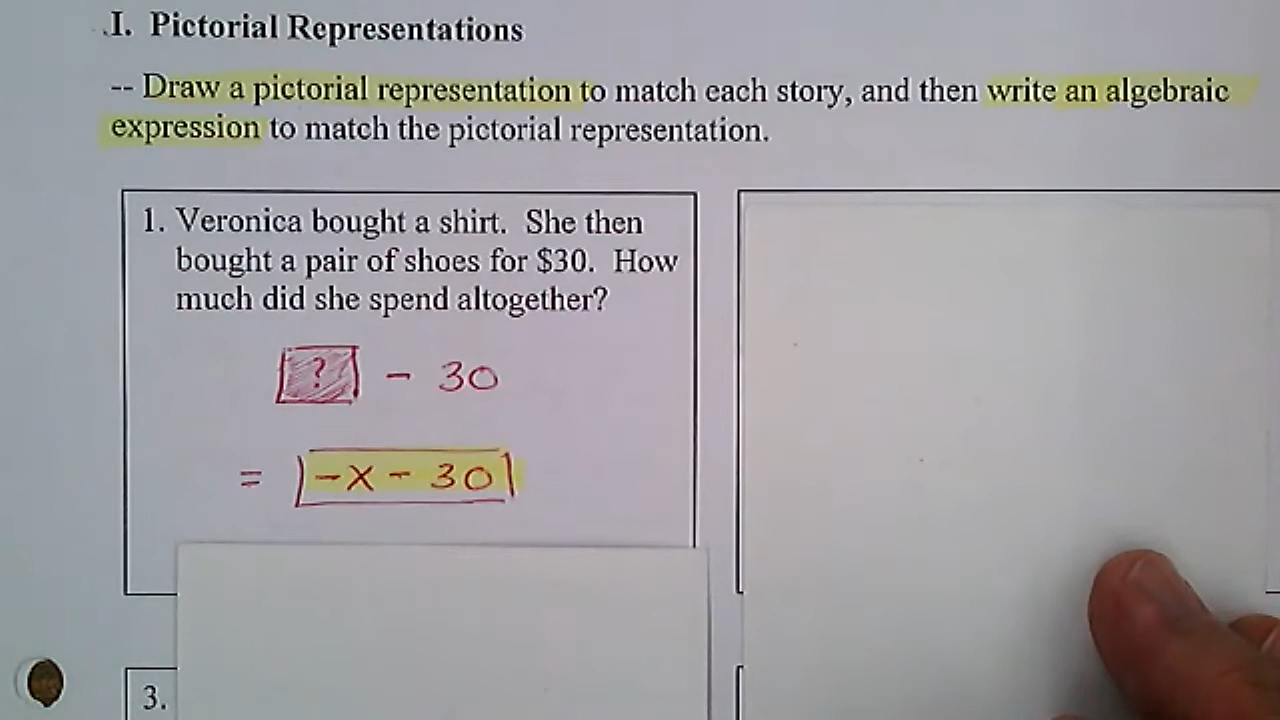 I. Pictorial Representations
-- Draw a pictorial representation to match each story, and then write an algebraic
expression to match the pictorial representation.
1. Veronica bought a shirt. She then
bought a pair of shoes for $30. How
much did she spend altogether?
? - 30
= -x - 30
3.